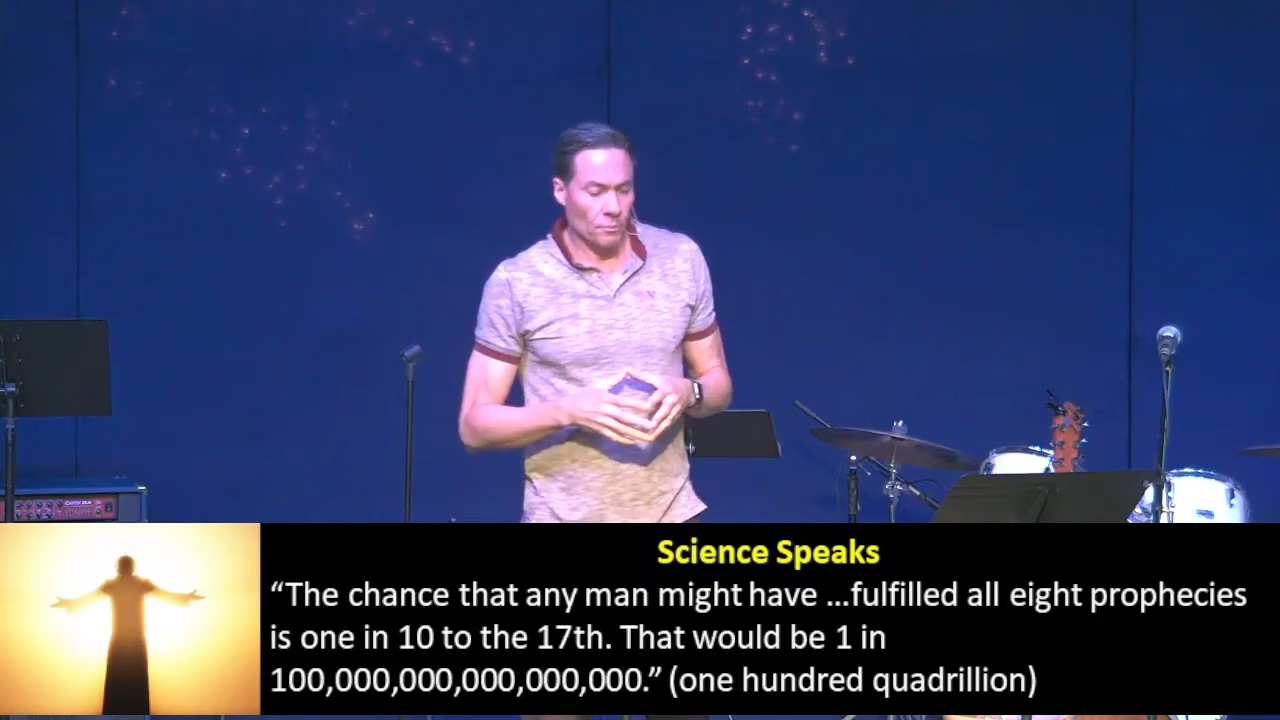 Science Speaks
“The chance that any man might have ...fulfilled all eight prophecies
is one in 10 to the 17th. That would be 1 in
100,000,000,000,000,000.” (one hundred quadrillion)